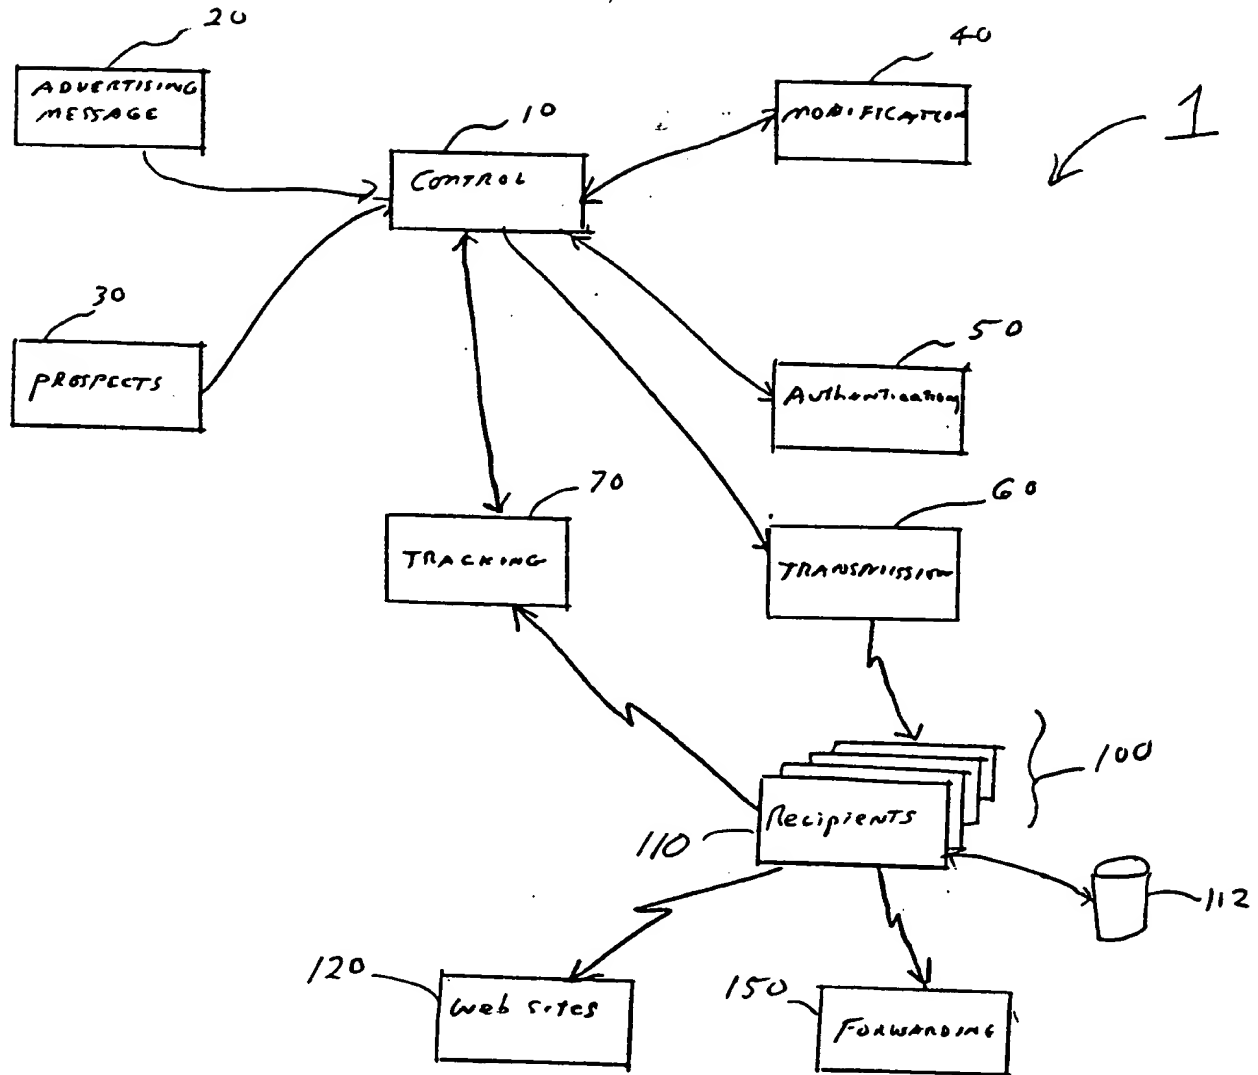 20
ADVERTISING
MESSAGE
10
CONTROL
40
MODIFICATION
1
30
PROSPECTS
50
Authentication
70
TRACKING
60
TRANSMISSION
100
Recipients
110
112
120
Web sites
150
FORWARDING